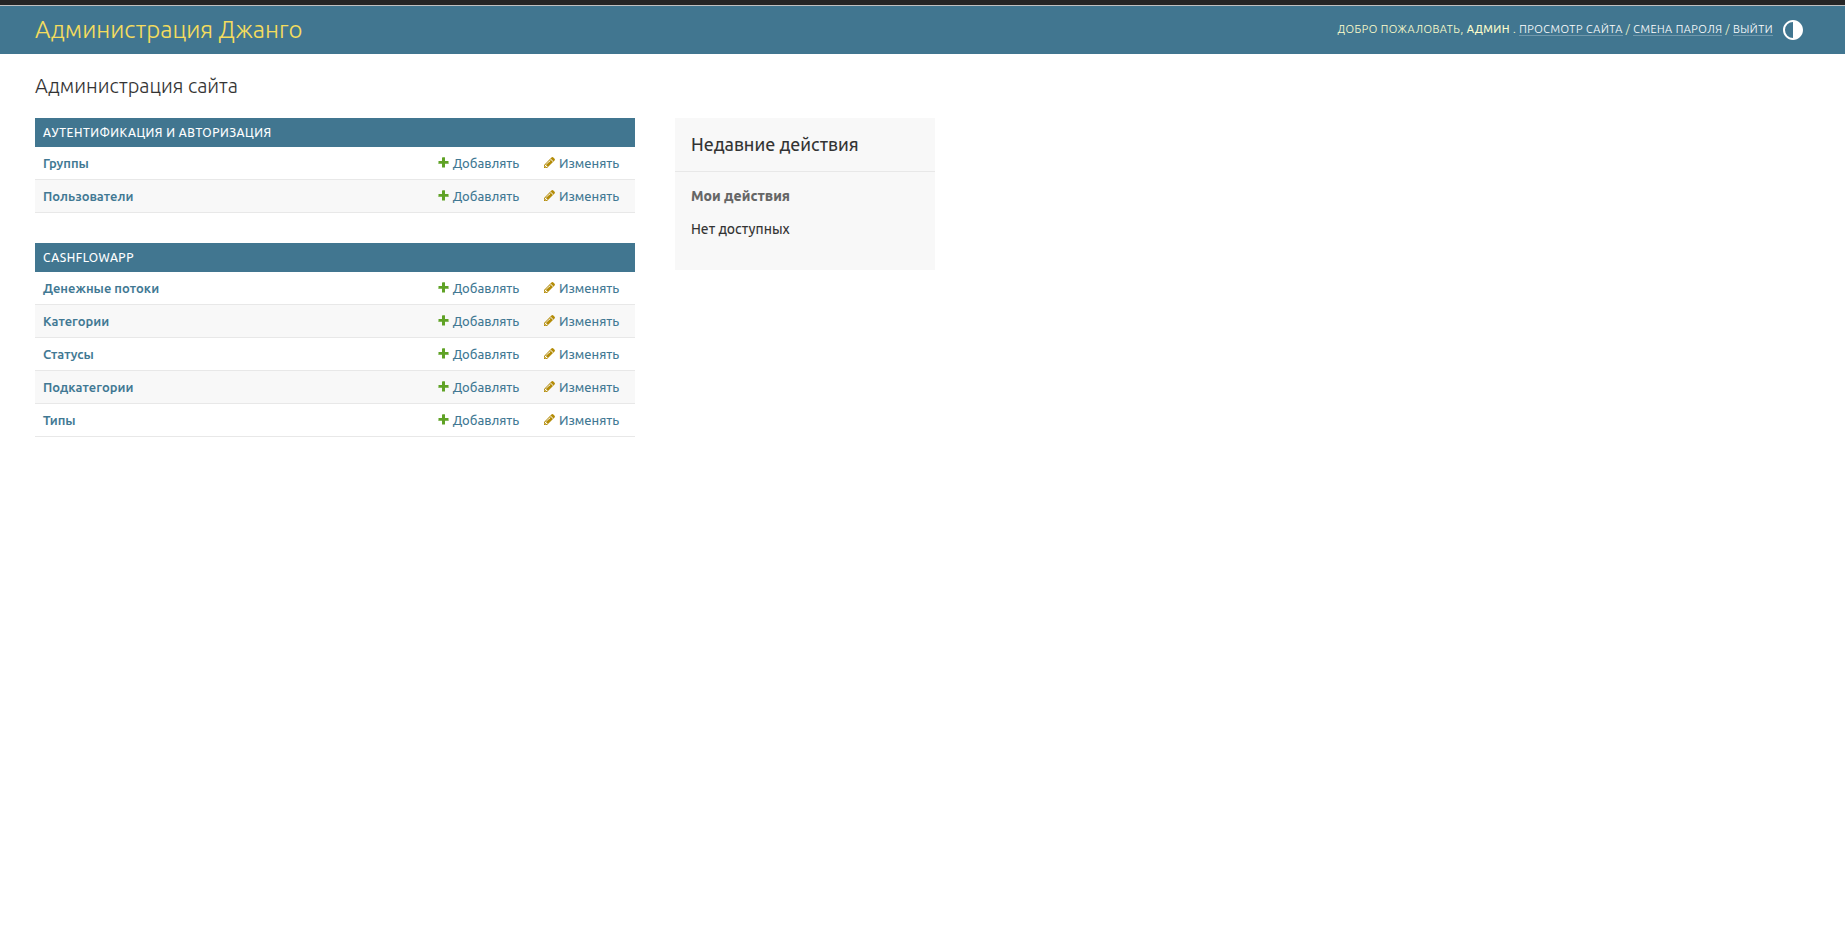 Администрация Джанго
ДОБРО ПОЖАЛОВАТЬ, АДМИН . ПРОСМОТР САЙТА / СМЕНА ПАРОЛЯ / ВЫЙТИ
Администрация сайта
АУТЕНТИФИКАЦИЯ И АВТОРИЗАЦИЯ
Группы Добавлять Изменять
Пользователи Добавлять Изменять
CASHFLOWAPP
Денежные потоки Добавлять Изменять
Категории Добавлять Изменять
Статусы Добавлять Изменять
Подкатегории Добавлять Изменять
Типы Добавлять Изменять
Недавние действия
Мои действия
Нет доступных